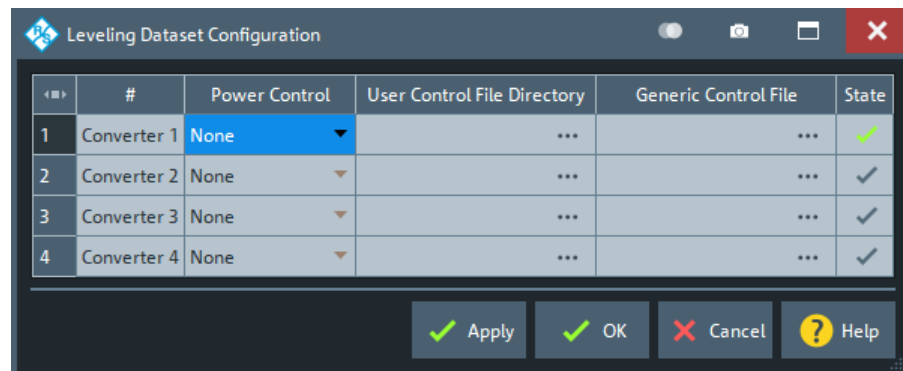 R&S Leveling Dataset Configuration
# Power Control User Control File Directory Generic Control File State
1 Converter 1 None ... ...
2 Converter 2 None ... ...
3 Converter 3 None ... ...
4 Converter 4 None ... ...
Apply OK Cancel ? Help